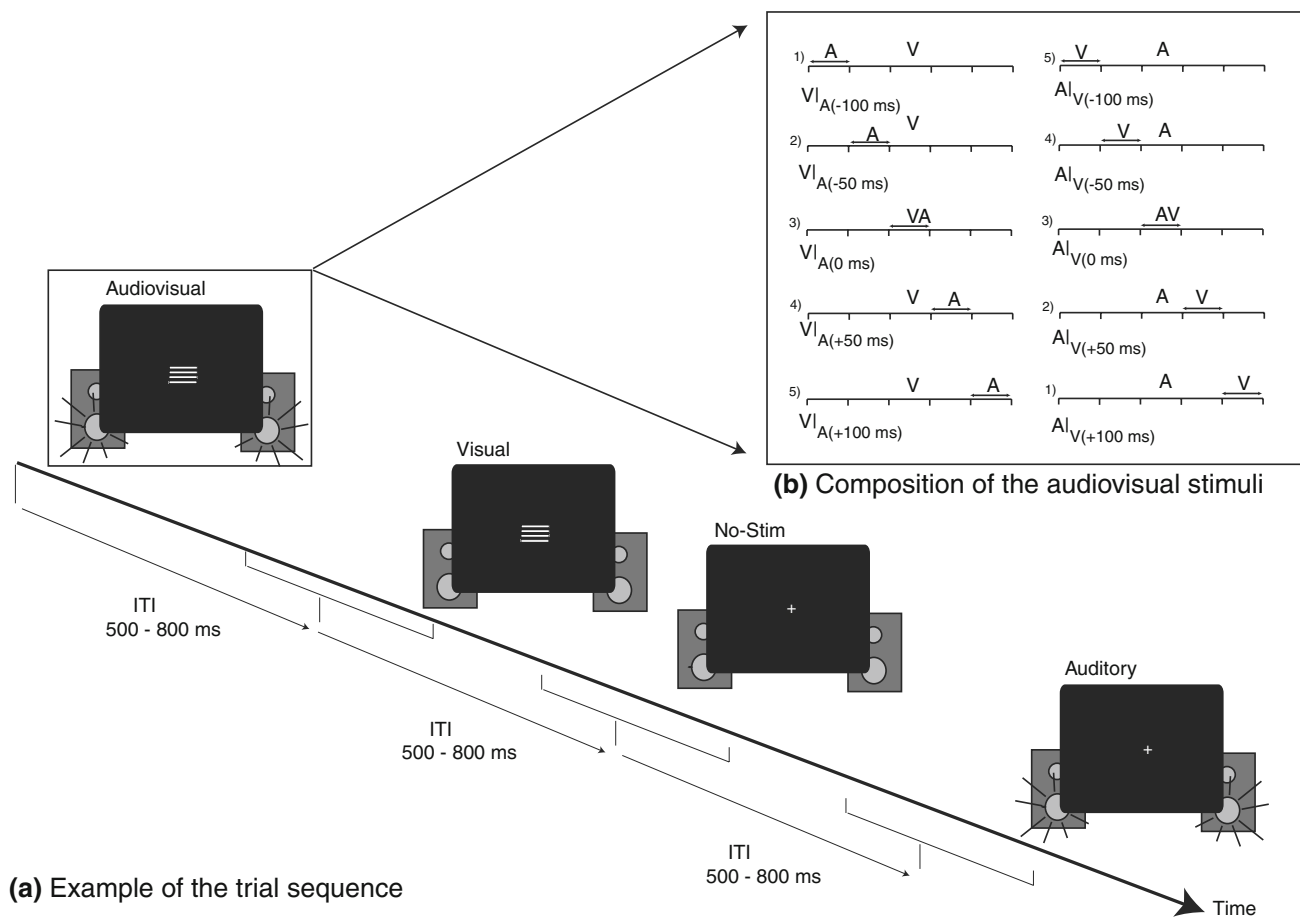 Audiovisual
Visual
No-Stim
Auditory
ITI
500 - 800 ms
ITI
500 - 800 ms
ITI
500 - 800 ms
Time
(a) Example of the trial sequence
1) A V
V|A(-100 ms)
2) A V
V|A(-50 ms)
3) VA
V|A(0 ms)
4) V A
V|A(+50 ms)
5) V A
V|A(+100 ms)
5) V A
A|V(-100 ms)
4) V A
A|V(-50 ms)
3) AV
A|V(0 ms)
2) A V
A|V(+50 ms)
1) A V
A|V(+100 ms)
(b) Composition of the audiovisual stimuli